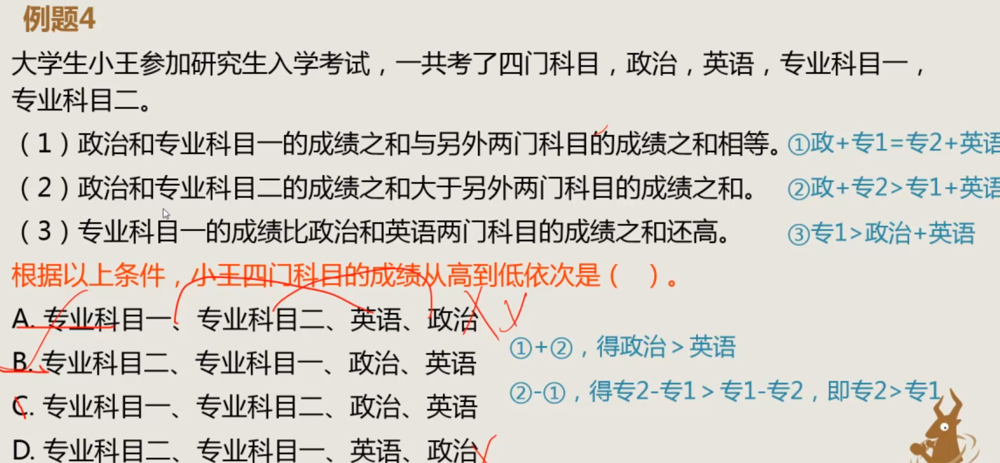 例题4
大学生小王参加研究生入学考试，一共考了四门科目，政治，英语，专业科目一，
专业科目二。
（1）政治和专业科目一的成绩之和与另外两门科目的成绩之和相等。①政+专1=专2+英语
（2）政治和专业科目二的成绩之和大于另外两门科目的成绩之和。 ②政+专2>专1+英语
（3）专业科目一的成绩比政治和英语两门科目的成绩之和还高。 ③专1>政治+英语
根据以上条件，小王四门科目的成绩从高到低依次是（ ）。
A. 专业科目一、专业科目二、英语、政治
①+②，得政治＞英语
B. 专业科目二、专业科目一、政治、英语
②-①，得专2-专1＞专1-专2，即专2>专1
C. 专业科目一、专业科目二、政治、英语
D. 专业科目二、专业科目一、英语、政治